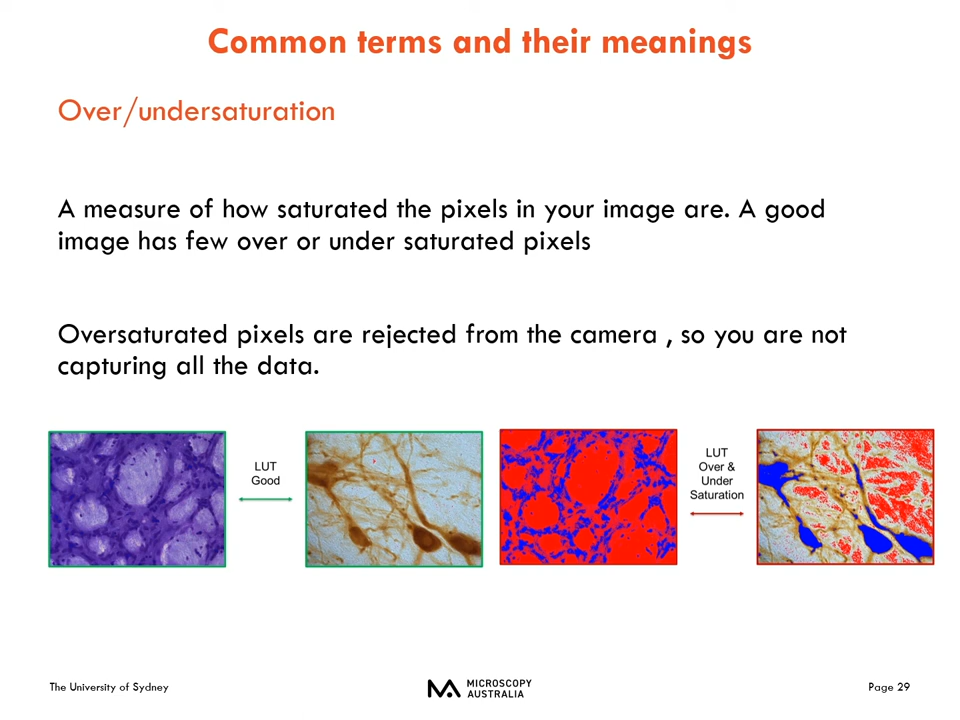 Common terms and their meanings
Over/undersaturation
A measure of how saturated the pixels in your image are. A good
image has few over or under saturated pixels
Oversaturated pixels are rejected from the camera , so you are not
capturing all the data.
LUT
Good
LUT
Over &
Under
Saturation
The University of Sydney
MICROSCOPY
AUSTRALIA
Page 29